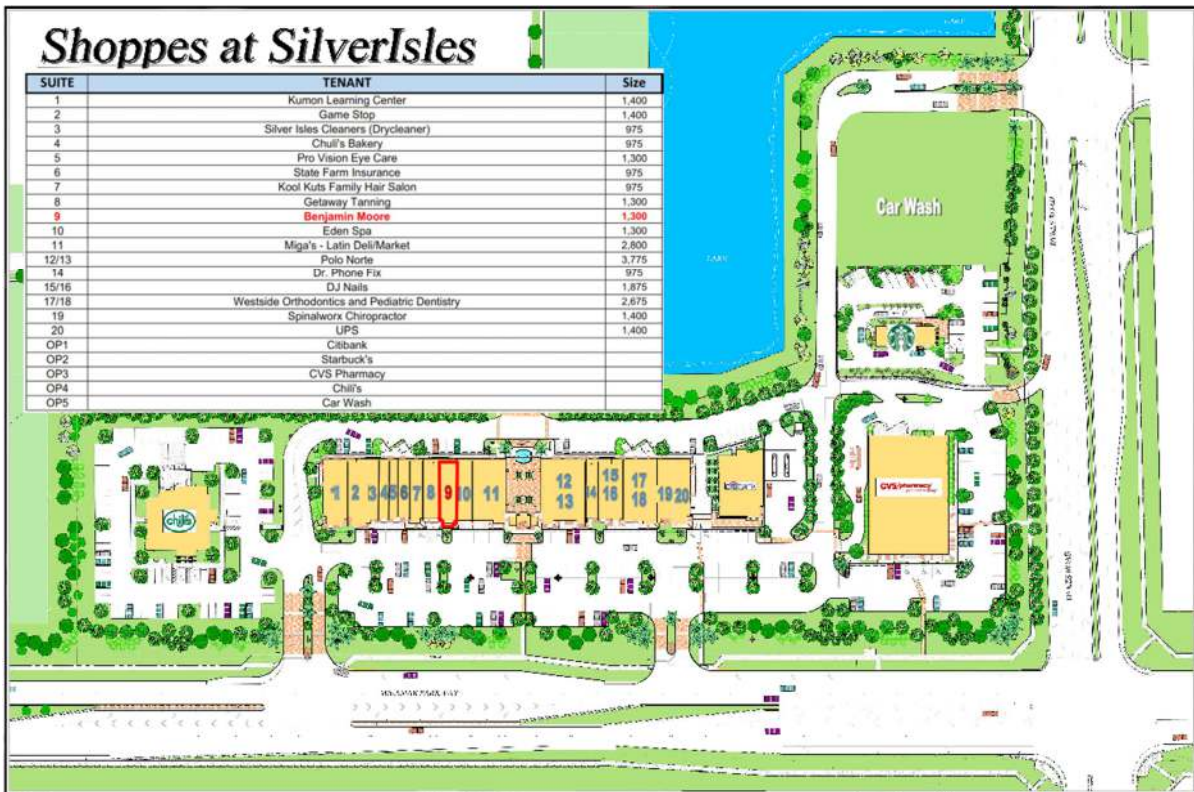 Shoppes at SilverIsles
SUITE TENANT Size
1 Kumon Learning Center 1,400
2 Game Stop 1,400
3 Silver Isles Cleaners (Drycleaner) 975
4 Chuli's Bakery 975
5 Pro Vision Eye Care 1,300
6 State Farm Insurance 975
7 Kool Kuts Family Hair Salon 975
8 Getaway Tanning 1,300
9 Benjamin Moore 1,300
10 Eden Spa 1,300
11 Miga's - Latin Deli/Market 2,800
12/13 Polo Norte 3,775
14 Dr. Phone Fix 975
15/16 DJ Nails 1,875
17/18 Westside Orthodontics and Pediatric Dentistry 2,675
19 Spinalworx Chiropractor 1,400
20 UPS 1,400
OP1 Citibank
OP2 Starbuck's
OP3 CVS Pharmacy
OP4 Chili's
OP5 Car Wash
Car Wash
LAKE
1 2 3 4 5 6 7 8 9 10 11 12 13 14 15 16 17 18 19 20
citibank
chili's
CVS/pharmacy
MIRAMAR PARKWAY